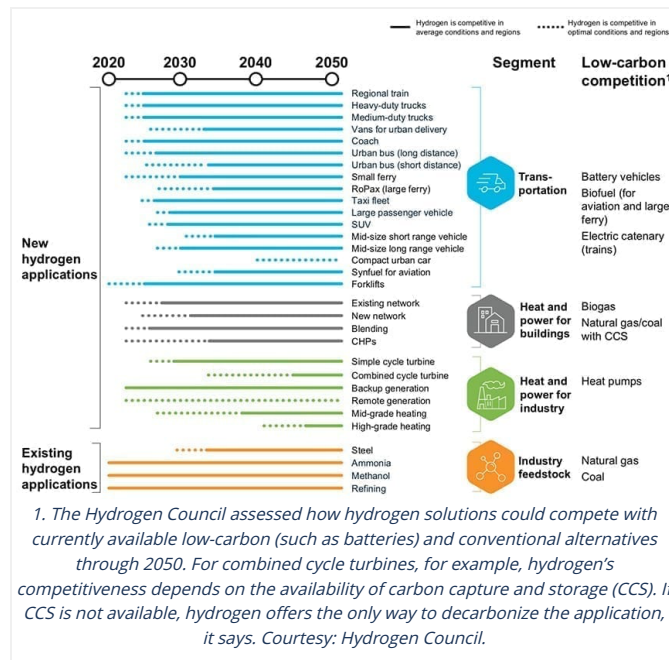 Hydrogen is competitive in average conditions and regions
Hydrogen is competitive in optimal conditions and regions
2020 2030 2040 2050
Segment
Low-carbon competition¹
New hydrogen applications
Regional train
Heavy-duty trucks
Medium-duty trucks
Vans for urban delivery
Coach
Urban bus (long distance)
Urban bus (short distance)
Small ferry
RoPax (large ferry)
Taxi fleet
Large passenger vehicle
SUV
Mid-size short range vehicle
Mid-size long range vehicle
Compact urban car
Synfuel for aviation
Forklifts
Trans-
portation
Battery vehicles
Biofuel (for
aviation and large
ferry)
Electric catenary
(trains)
Existing network
New network
Blending
CHPs
Heat and
power for
buildings
Biogas
Natural gas/coal
with CCS
Simple cycle turbine
Combined cycle turbine
Backup generation
Remote generation
Mid-grade heating
High-grade heating
Heat and
power for
industry
Heat pumps
Existing
hydrogen
applications
Steel
Ammonia
Methanol
Refining
Industry
feedstock
Natural gas
Coal
1. The Hydrogen Council assessed how hydrogen solutions could compete with
currently available low-carbon (such as batteries) and conventional alternatives
through 2050. For combined cycle turbines, for example, hydrogen’s
competitiveness depends on the availability of carbon capture and storage (CCS). If
CCS is not available, hydrogen offers the only way to decarbonize the application,
it says. Courtesy: Hydrogen Council.